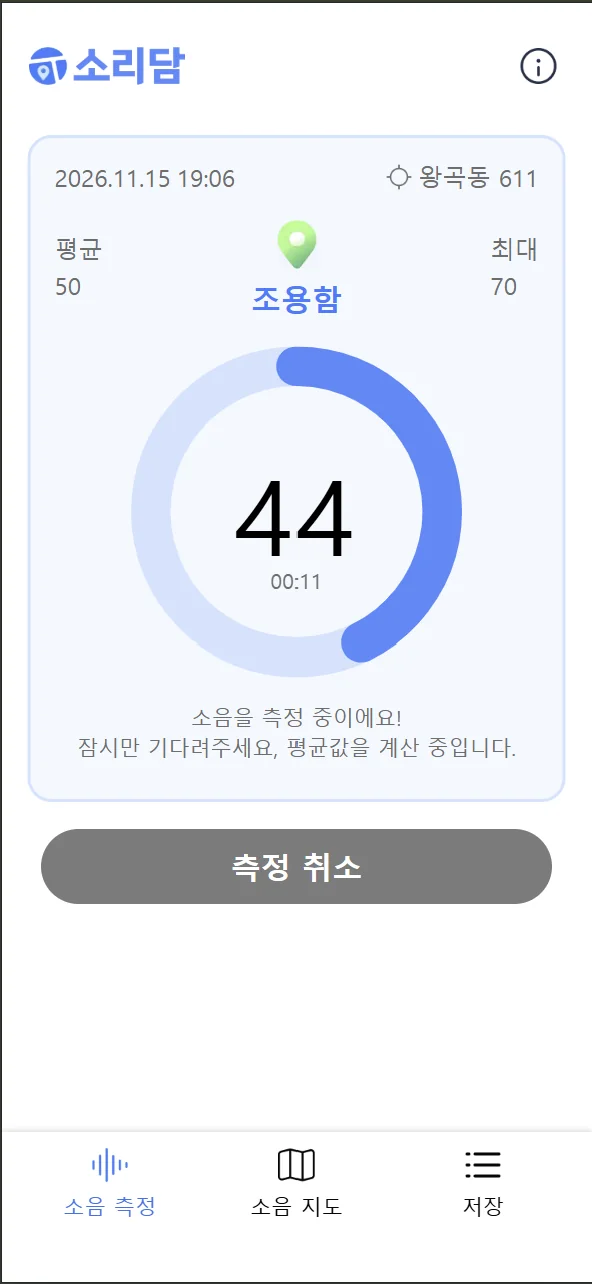 소리담
2026.11.15 19:06
왕곡동 611
평균
50
조용함
최대
70
44
00:11
소음을 측정 중이에요!
잠시만 기다려주세요, 평균값을 계산 중입니다.
측정 취소
소음 측정
소음 지도
저장